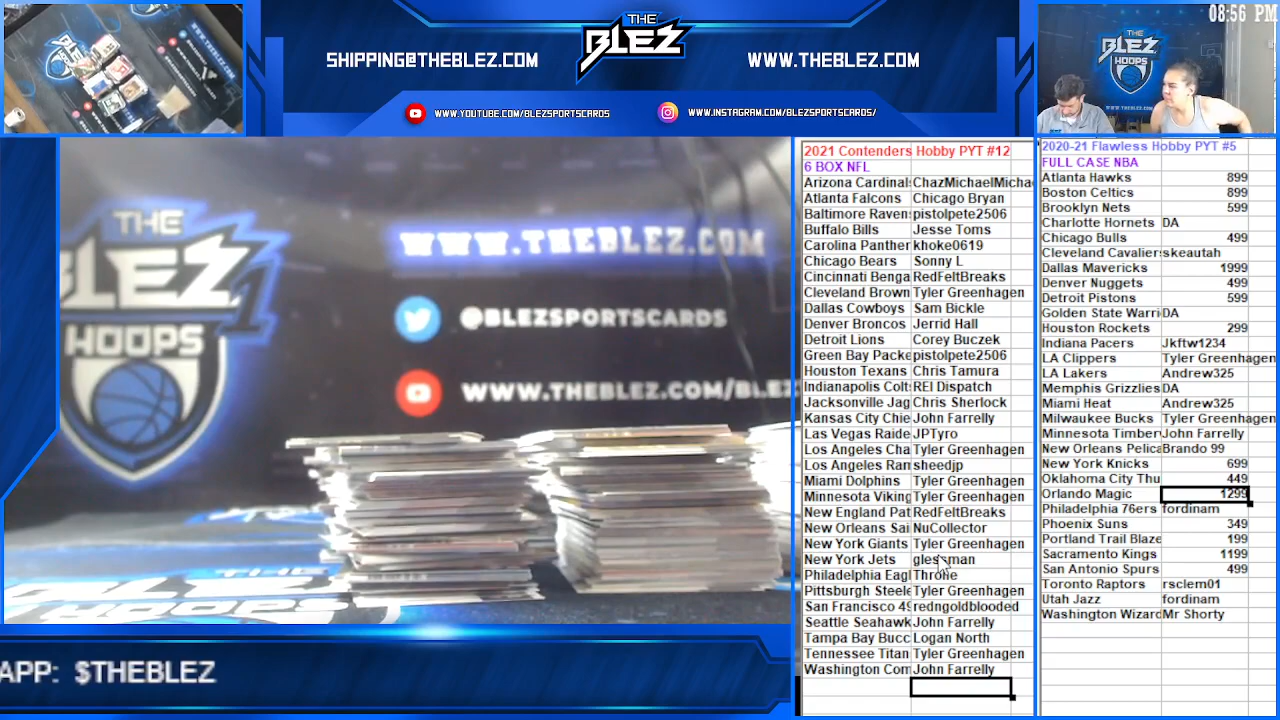 THE
BLEZ
SHIPPING@THEBLEZ.COM
WWW.THEBLEZ.COM
WWW.YOUTUBE.COM/BLEZSPORTSCARDS
WWW.INSTAGRAM.COM/BLEZSPORTSCARDS/
08:56 PM
THE
BLEZ
HOOPS
THE
LEZ
HOOPS
WWW.THEBLEZ.COM
@BLEZSPORTSCARDS
WWW.THEBLEZ.COM/BLEZ
APP: $THEBLEZ
2021 Contenders Hobby PYT #12
6 BOX NFL
Arizona Cardinals ChazMichaelMichae
Atlanta Falcons Chicago Bryan
Baltimore Raven pistolpete2506
Buffalo Bills Jesse Toms
Carolina Panther khoke0619
Chicago Bears Sonny L
Cincinnati Benga RedFeltBreaks
Cleveland Brown Tyler Greenhagen
Dallas Cowboys Sam Bickle
Denver Broncos Jerrid Hall
Detroit Lions Corey Buczek
Green Bay Packe pistolpete2506
Houston Texans Chris Tamura
Indianapolis Colt REI Dispatch
Jacksonville Jag Chris Sherlock
Kansas City Chie John Farrelly
Las Vegas Raide JPTyro
Los Angeles Cha Tyler Greenhagen
Los Angeles Ran sheedjp
Miami Dolphins Tyler Greenhagen
Minnesota Viking Tyler Greenhagen
New England Pat RedFeltBreaks
New Orleans Sai NuCollector
New York Giants Tyler Greenhagen
New York Jets
Philadelphia Eagl Throne
Pittsburgh Steele Tyler Greenhagen
San Francisco 49 redngoldblooded
Seattle Seahawk John Farrelly
Tampa Bay Bucc Logan North
Tennessee Titan Tyler Greenhagen
Washington Com John Farrelly
2020-21 Flawless Hobby PYT #5
FULL CASE NBA
Atlanta Hawks 899
Boston Celtics 899
Brooklyn Nets 599
Charlotte Hornets DA
Chicago Bulls 499
Cleveland Cavalier skeautah
Dallas Mavericks 1999
Denver Nuggets 499
Detroit Pistons 599
Golden State Warri DA
Houston Rockets 299
Indiana Pacers Jkftw1234
LA Clippers Tyler Greenhagen
LA Lakers Andrew325
Memphis Grizzlies DA
Miami Heat Andrew325
Milwaukee Bucks Tyler Greenhagen
Minnesota Timber John Farrelly
New Orleans Pelica Brando 99
New York Knicks 699
Oklahoma City Thu 449
Orlando Magic 1299
Philadelphia 76ers fordinam
Phoenix Suns 349
Portland Trail Blaze 199
Sacramento Kings 1199
San Antonio Spurs 499
Toronto Raptors rsclem01
Utah Jazz fordinam
Washington Wizard Mr Shorty